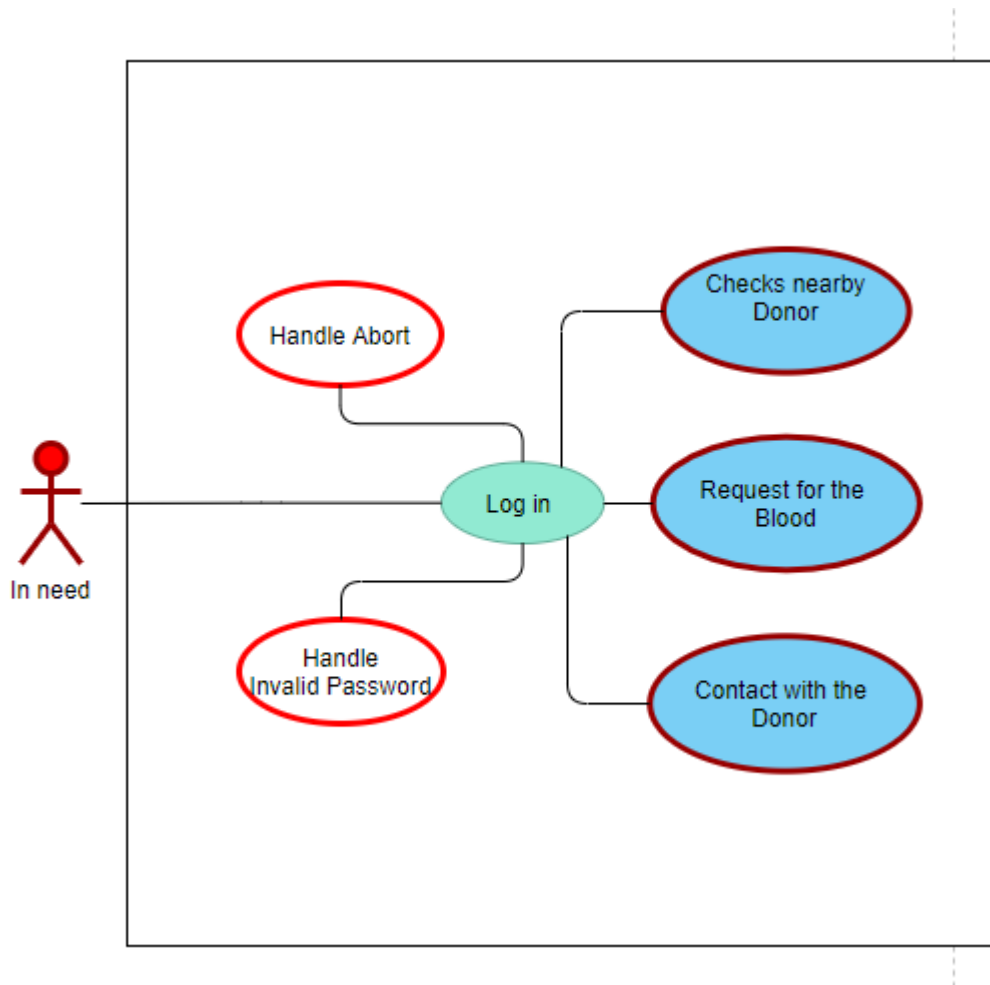 Checks nearby
Donor
Handle Abort
Request for the
Blood
Log in
In need
Handle
Invalid Password
Contact with the
Donor